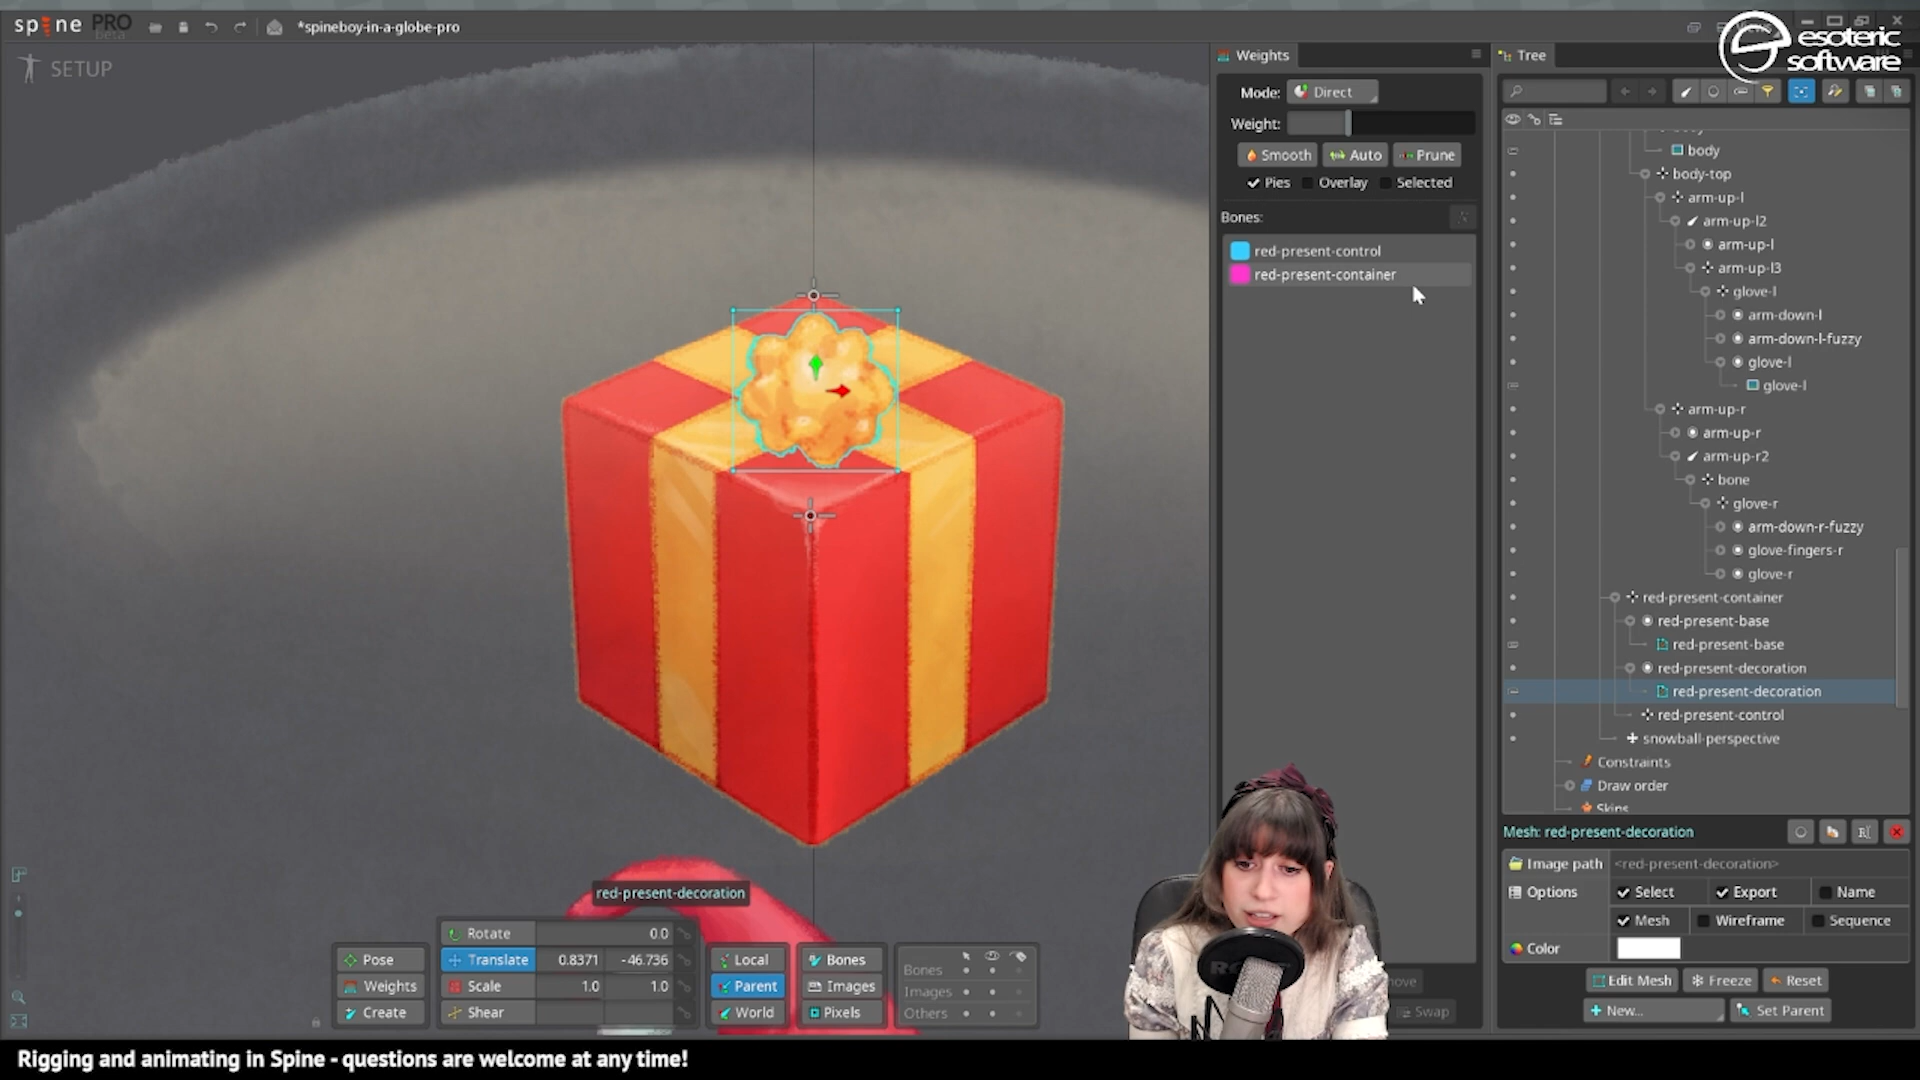 spine PRO
beta
*spineboy-in-a-globe-pro
esoteric
software
SETUP
Weights
Mode: Direct
Weight:
Smooth Auto Prune
Pies Overlay Selected
Bones:
red-present-control
red-present-container
Tree
body
body-top
arm-up-l
arm-up-l2
arm-up-l
arm-up-l3
glove-l
arm-down-l
arm-down-l-fuzzy
glove-l
glove-l
arm-up-r
arm-up-r
arm-up-r2
bone
glove-r
arm-down-r-fuzzy
glove-fingers-r
glove-r
red-present-container
red-present-base
red-present-base
red-present-decoration
red-present-decoration
red-present-control
snowball-perspective
Constraints
Draw order
Skins
Mesh: red-present-decoration
Image path <red-present-decoration>
Options Select Export Name
Mesh Wireframe Sequence
Color
Edit Mesh Freeze Reset
New... Set Parent
Swap
red-present-decoration
Pose
Weights
Create
Rotate 0.0
Translate 0.8371 -46.736
Scale 1.0 1.0
Shear
Local
Parent
World
Bones
Images
Pixels
Bones
Images
Others
Rigging and animating in Spine - questions are welcome at any time!